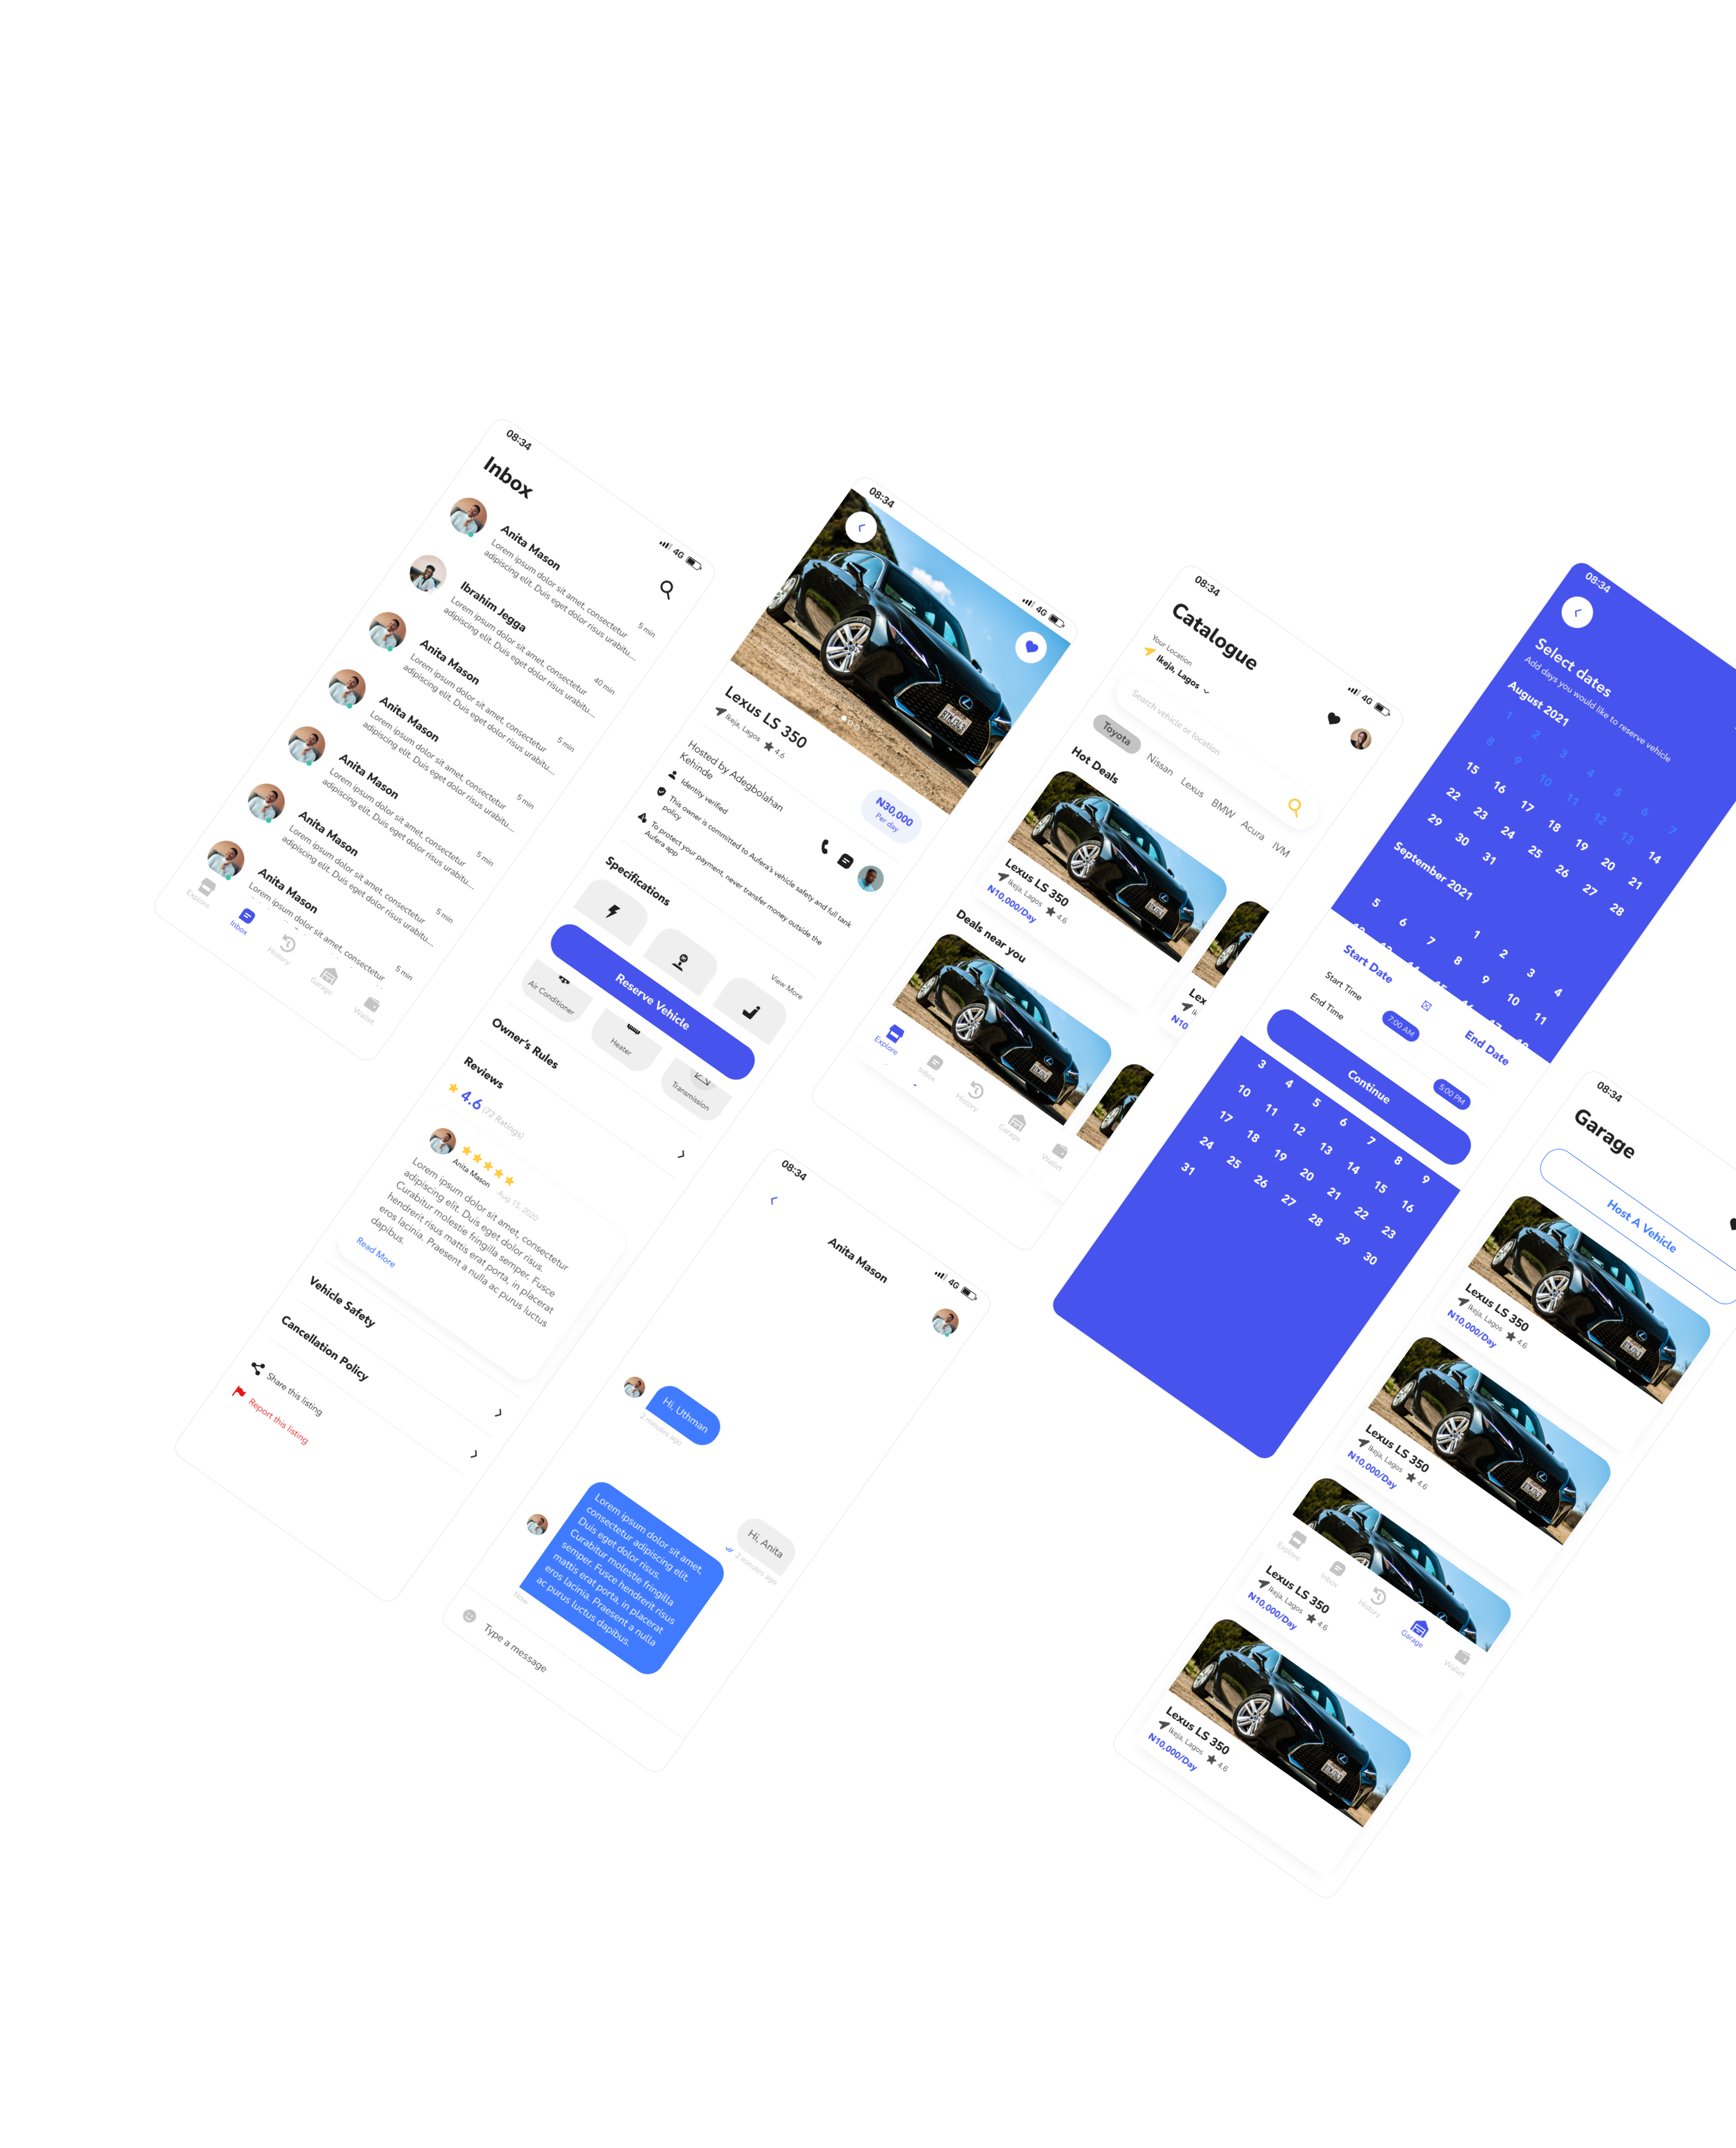 08:34
4G
Inbox
Anita Mason
Lorem ipsum dolor sit amet, consectetur
adipiscing elit. Duis eget dolor risus urabitu...
5 min
Ibrahim Jegga
Lorem ipsum dolor sit amet, consectetur
adipiscing elit. Duis eget dolor risus urabitu...
40 min
Anita Mason
Lorem ipsum dolor sit amet, consectetur
adipiscing elit. Duis eget dolor risus urabitu...
5 min
Anita Mason
Lorem ipsum dolor sit amet, consectetur
adipiscing elit. Duis eget dolor risus urabitu...
5 min
Anita Mason
Lorem ipsum dolor sit amet, consectetur
adipiscing elit. Duis eget dolor risus urabitu...
5 min
Anita Mason
Lorem ipsum dolor sit amet, consectetur
adipiscing elit. Duis eget dolor risus urabitu...
5 min
Anita Mason
Lorem ipsum dolor sit amet, consectetur
5 min
Explore
Inbox
History
Garage
Wallet
08:34
4G
Lexus LS 350
Ikeja, Lagos
4.6
N30,000
Per day
Hosted by Adegboiahan
Kehinde
Identity verified
This owner is committed to Aufera's vehicle safety and full tank
policy
To protect your payment, never transfer money outside the
Aufera app
Specifications
View More
Reserve Vehicle
Air Conditioner
Heater
Transmission
Owner's Rules
Reviews
4.6
(72 Ratings)
Anita Mason
Aug 15, 2020
Lorem ipsum dolor sit amet, consectetur
adipiscing elit. Duis eget dolor risus.
Curabitur molestie fringilla semper. Fusce
hendrerit risus mattis erat porta, in placerat
eros lacinia. Praesent a nulla ac purus luctus
dapibus.
Read More
Vehicle Safety
Cancellation Policy
Share this listing
Report this listing
08:34
4G
Anita Mason
Hi, Uthman
2 minutes ago
Hi, Anita
2 minutes ago
Lorem ipsum dolor sit amet,
consectetur adipiscing elit.
Duis eget dolor risus.
Curabitur molestie fringilla
semper. Fusce hendrerit risus
mattis erat porta, in placerat
eros lacinia. Praesent a nulla
ac purus luctus dapibus.
Now
Type a message
08:34
4G
Catalogue
Your Location
Ikeja, Lagos
Search vehicle or location
Toyota
Nissan
Lexus
BMW
Acura
IVM
Hot Deals
Lexus LS 350
Ikeja, Lagos
4.6
N10,000/Day
Lex
N10
Deals near you
Explore
Inbox
History
Garage
Wallet
08:34
Select dates
Add days you would like to reserve vehicle
August 2021
1 2 3 4 5 6 7
8 9 10 11 12 13 14
15 16 17 18 19 20 21
22 23 24 25 26 27 28
29 30 31
September 2021
1 2 3 4
5 6 7 8 9 10 11
Start Date
End Date
Start Time
7:00 AM
End Time
5:00 PM
Continue
3 4 5 6 7 8 9
10 11 12 13 14 15 16
17 18 19 20 21 22 23
24 25 26 27 28 29 30
31
08:34
Garage
Host A Vehicle
Lexus LS 350
Ikeja, Lagos
4.6
N10,000/Day
Lexus LS 350
Ikeja, Lagos
4.6
N10,000/Day
Explore
Inbox
History
Garage
Wallet
Lexus LS 350
Ikeja, Lagos
4.6
N10,000/Day
Lexus LS 350
Ikeja, Lagos
4.6
N10,000/Day